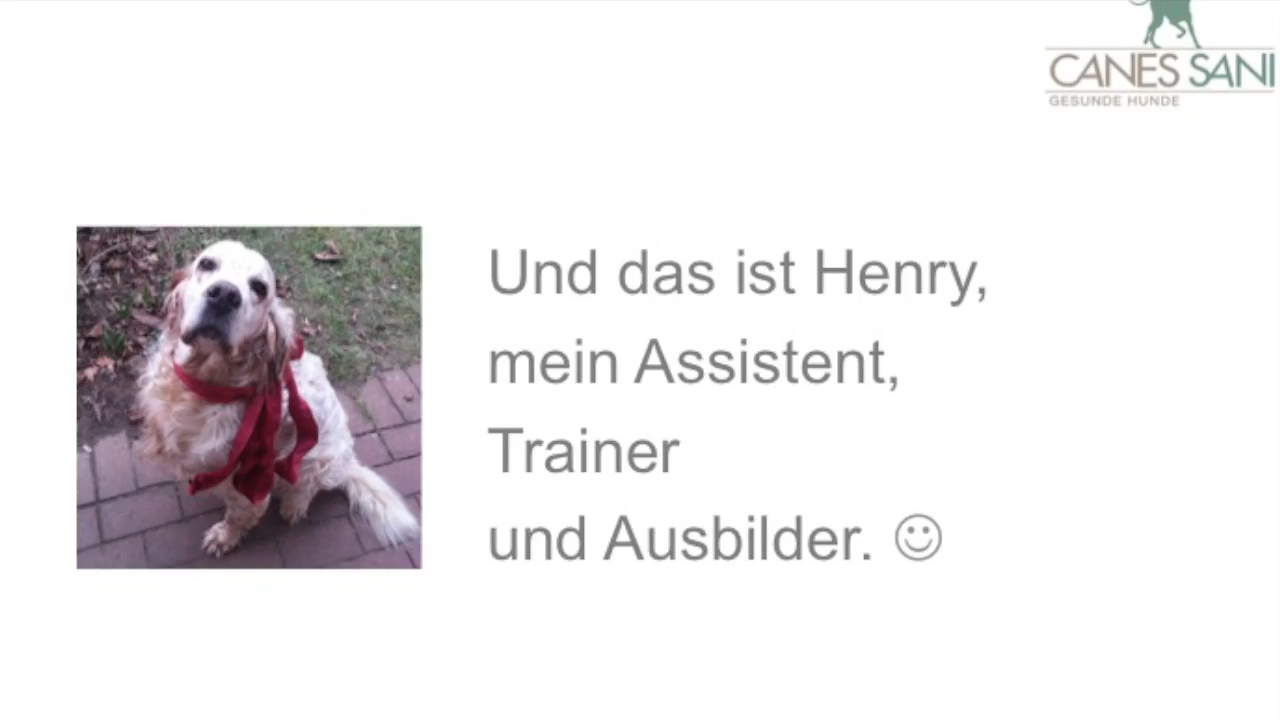 CANES SANI
GESUNDE HUNDE
Und das ist Henry,
mein Assistent,
Trainer
und Ausbilder. ☺